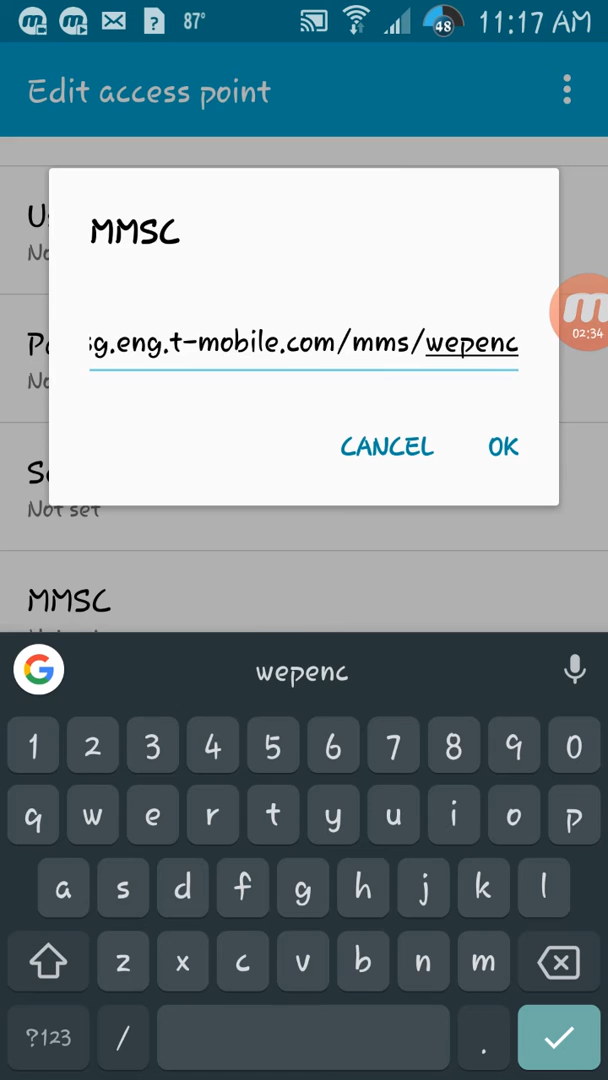 87° 48 11:17 AM
Edit access point
MMSC
sg.eng.t-mobile.com/mms/wepenc
02:34
CANCEL OK
Not set
MMSC
G wepenc
1 2 3 4 5 6 7 8 9 0
q w e r t y u i o p
a s d f g h j k l
z x c v b n m
?123 / .